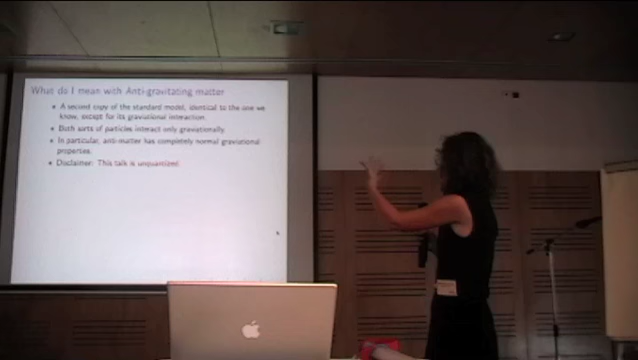 What do I mean with Anti-gravitating matter
• A second copy of the standard model, identical to the one we
know, except for its gravitational interaction.
• Both sorts of particles interact only gravitationally.
• In particular, anti-matter has completely normal gravitational
properties.
• Disclaimer: This talk is unquantized.